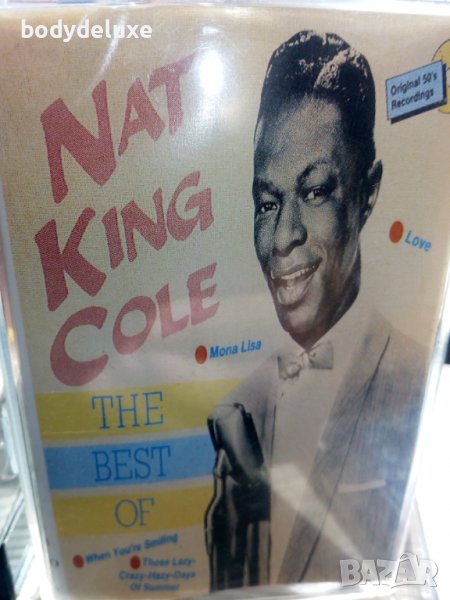 bodydeluxe
NAT
KING
COLE
Original 50's
Recordings
Love
Mona Lisa
THE
BEST
OF
When You're Smiling
Those Lazy-
Crazy-Hazy-Days
Of Summer
BAZAR